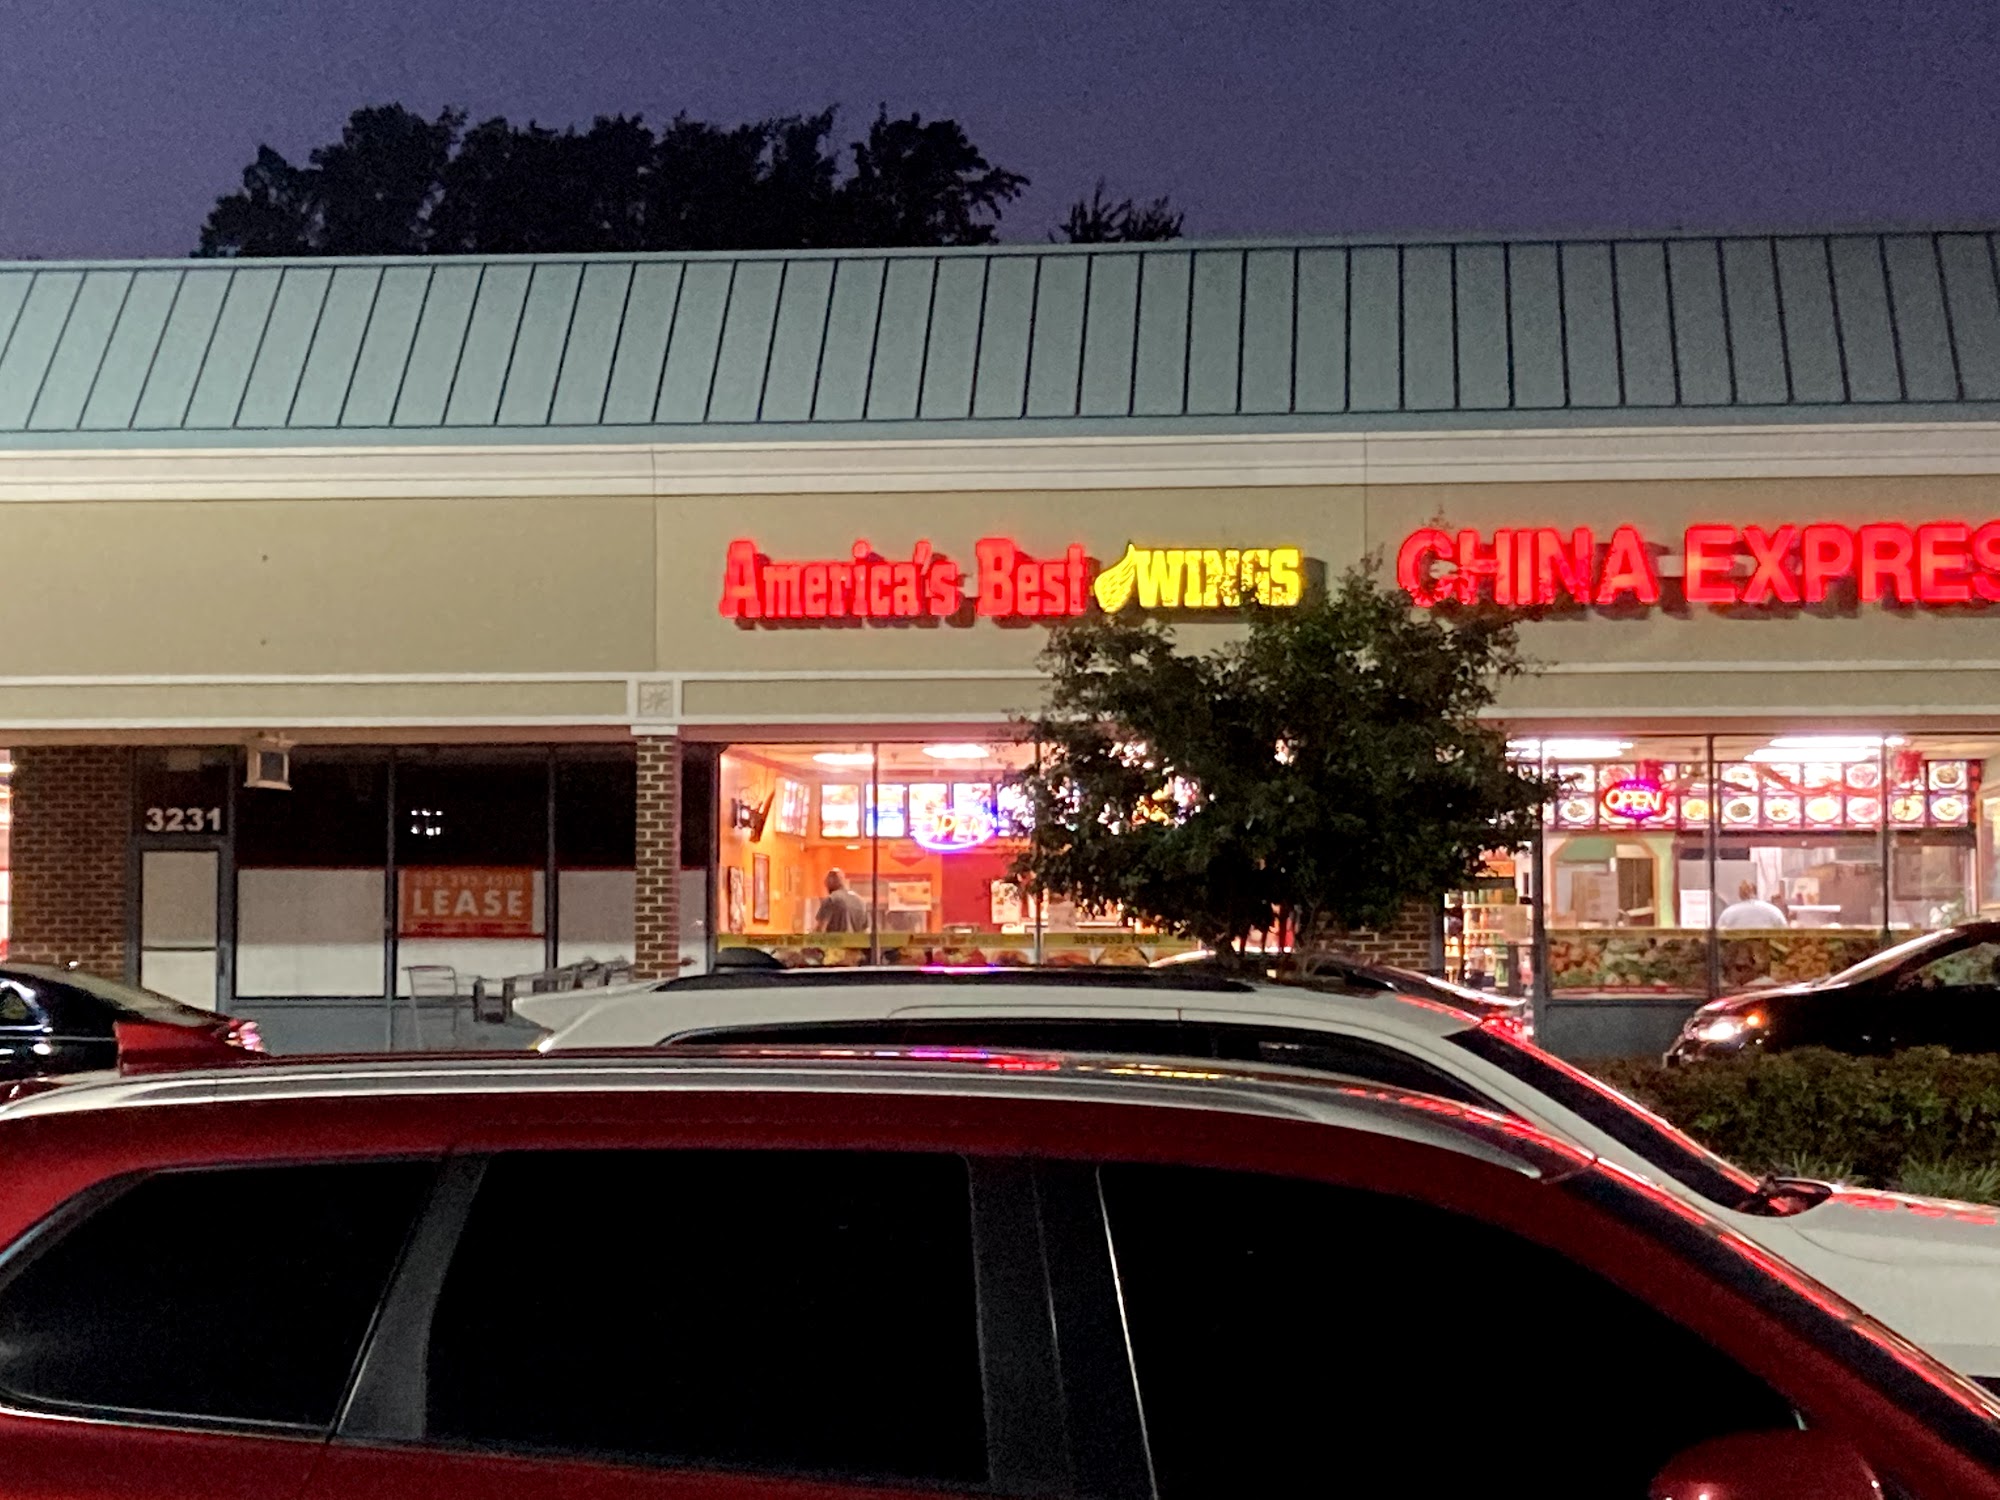 America's Best WINGS
CHINA EXPRES
3231
OPEN
OPEN
LEASE